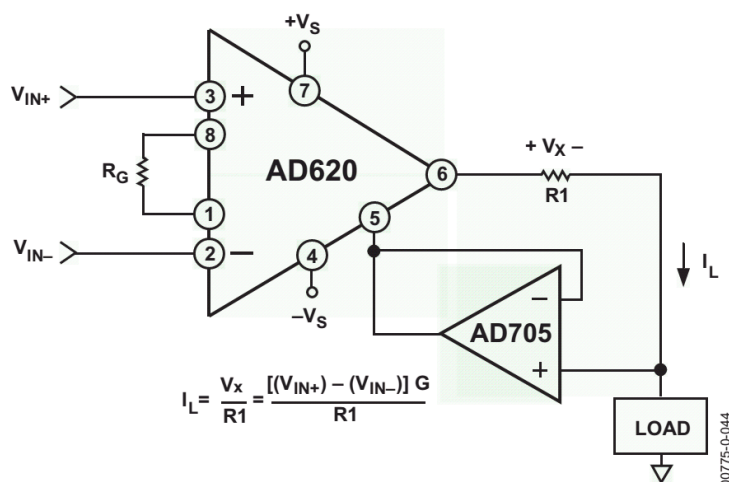 +VS
VIN+
3
+
7
8
+ VX –
RG
AD620
6
R1
1
5
VIN–
2
–
4
IL
–VS
–
AD705
+
IL = Vx / R1 = [(VIN+) – (VIN–)] G / R1
LOAD
00775-0-044